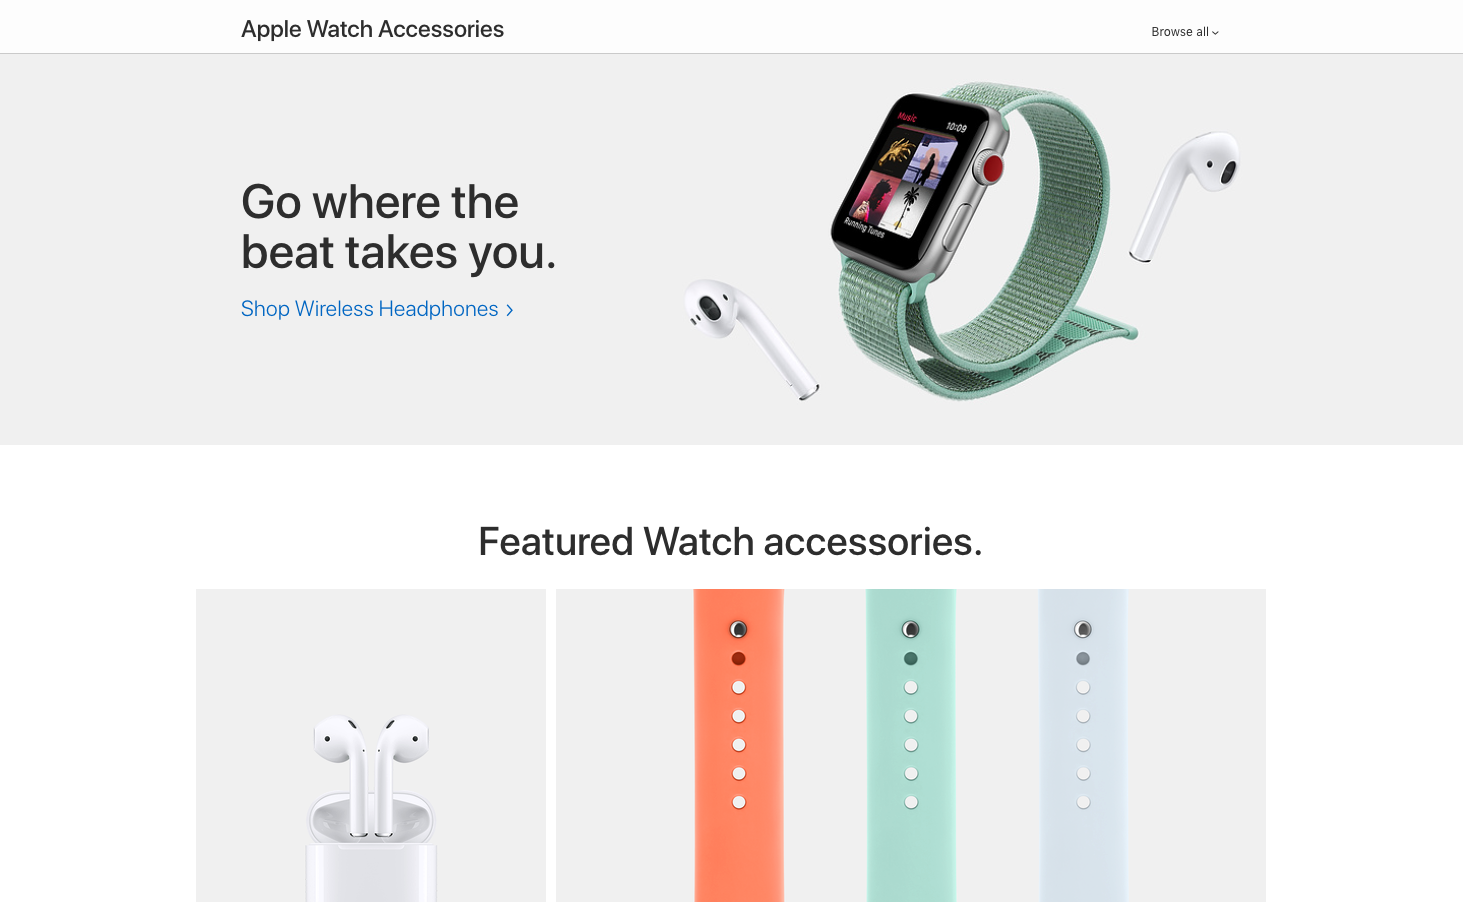 Apple Watch Accessories
Browse all
Go where the
beat takes you.
Shop Wireless Headphones
Music
10:09
Running Tunes
Featured Watch accessories.